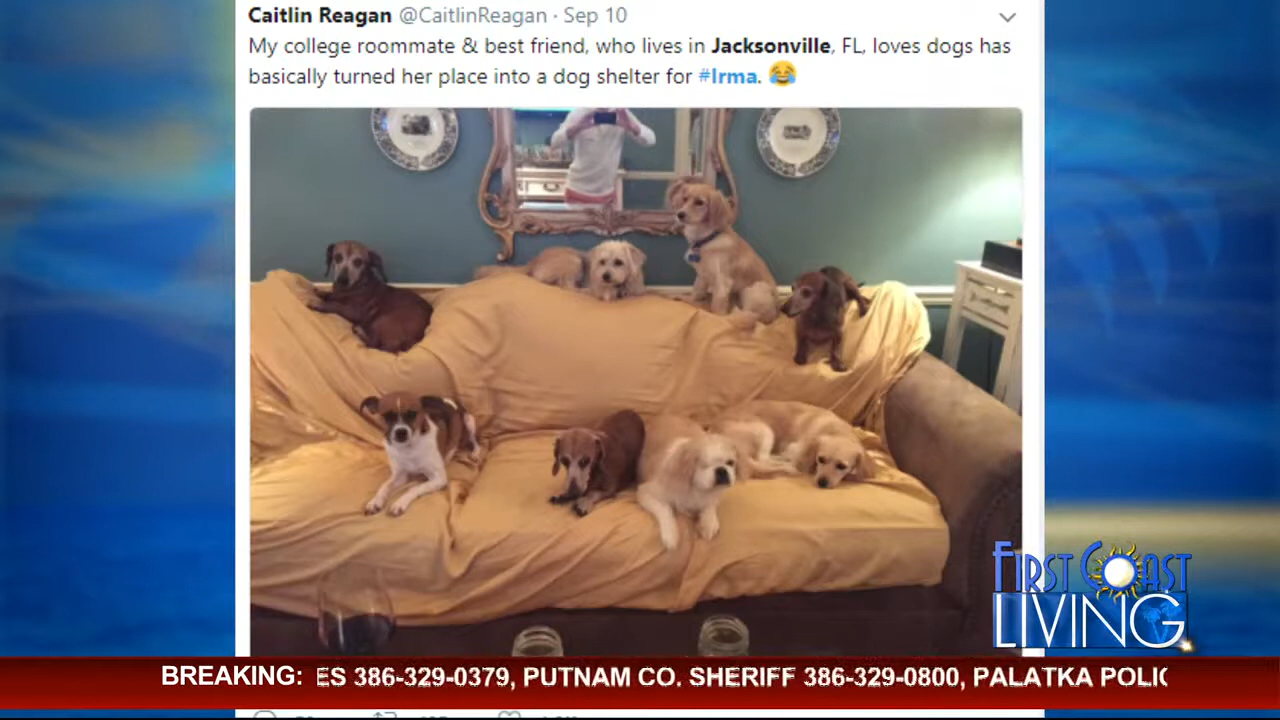 Caitlin Reagan @CaitlinReagan · Sep 10
My college roommate & best friend, who lives in Jacksonville, FL, loves dogs has
basically turned her place into a dog shelter for #Irma. 😂
FIRST COAST
LIVING
BREAKING: ES 386-329-0379, PUTNAM CO. SHERIFF 386-329-0800, PALATKA POLIC